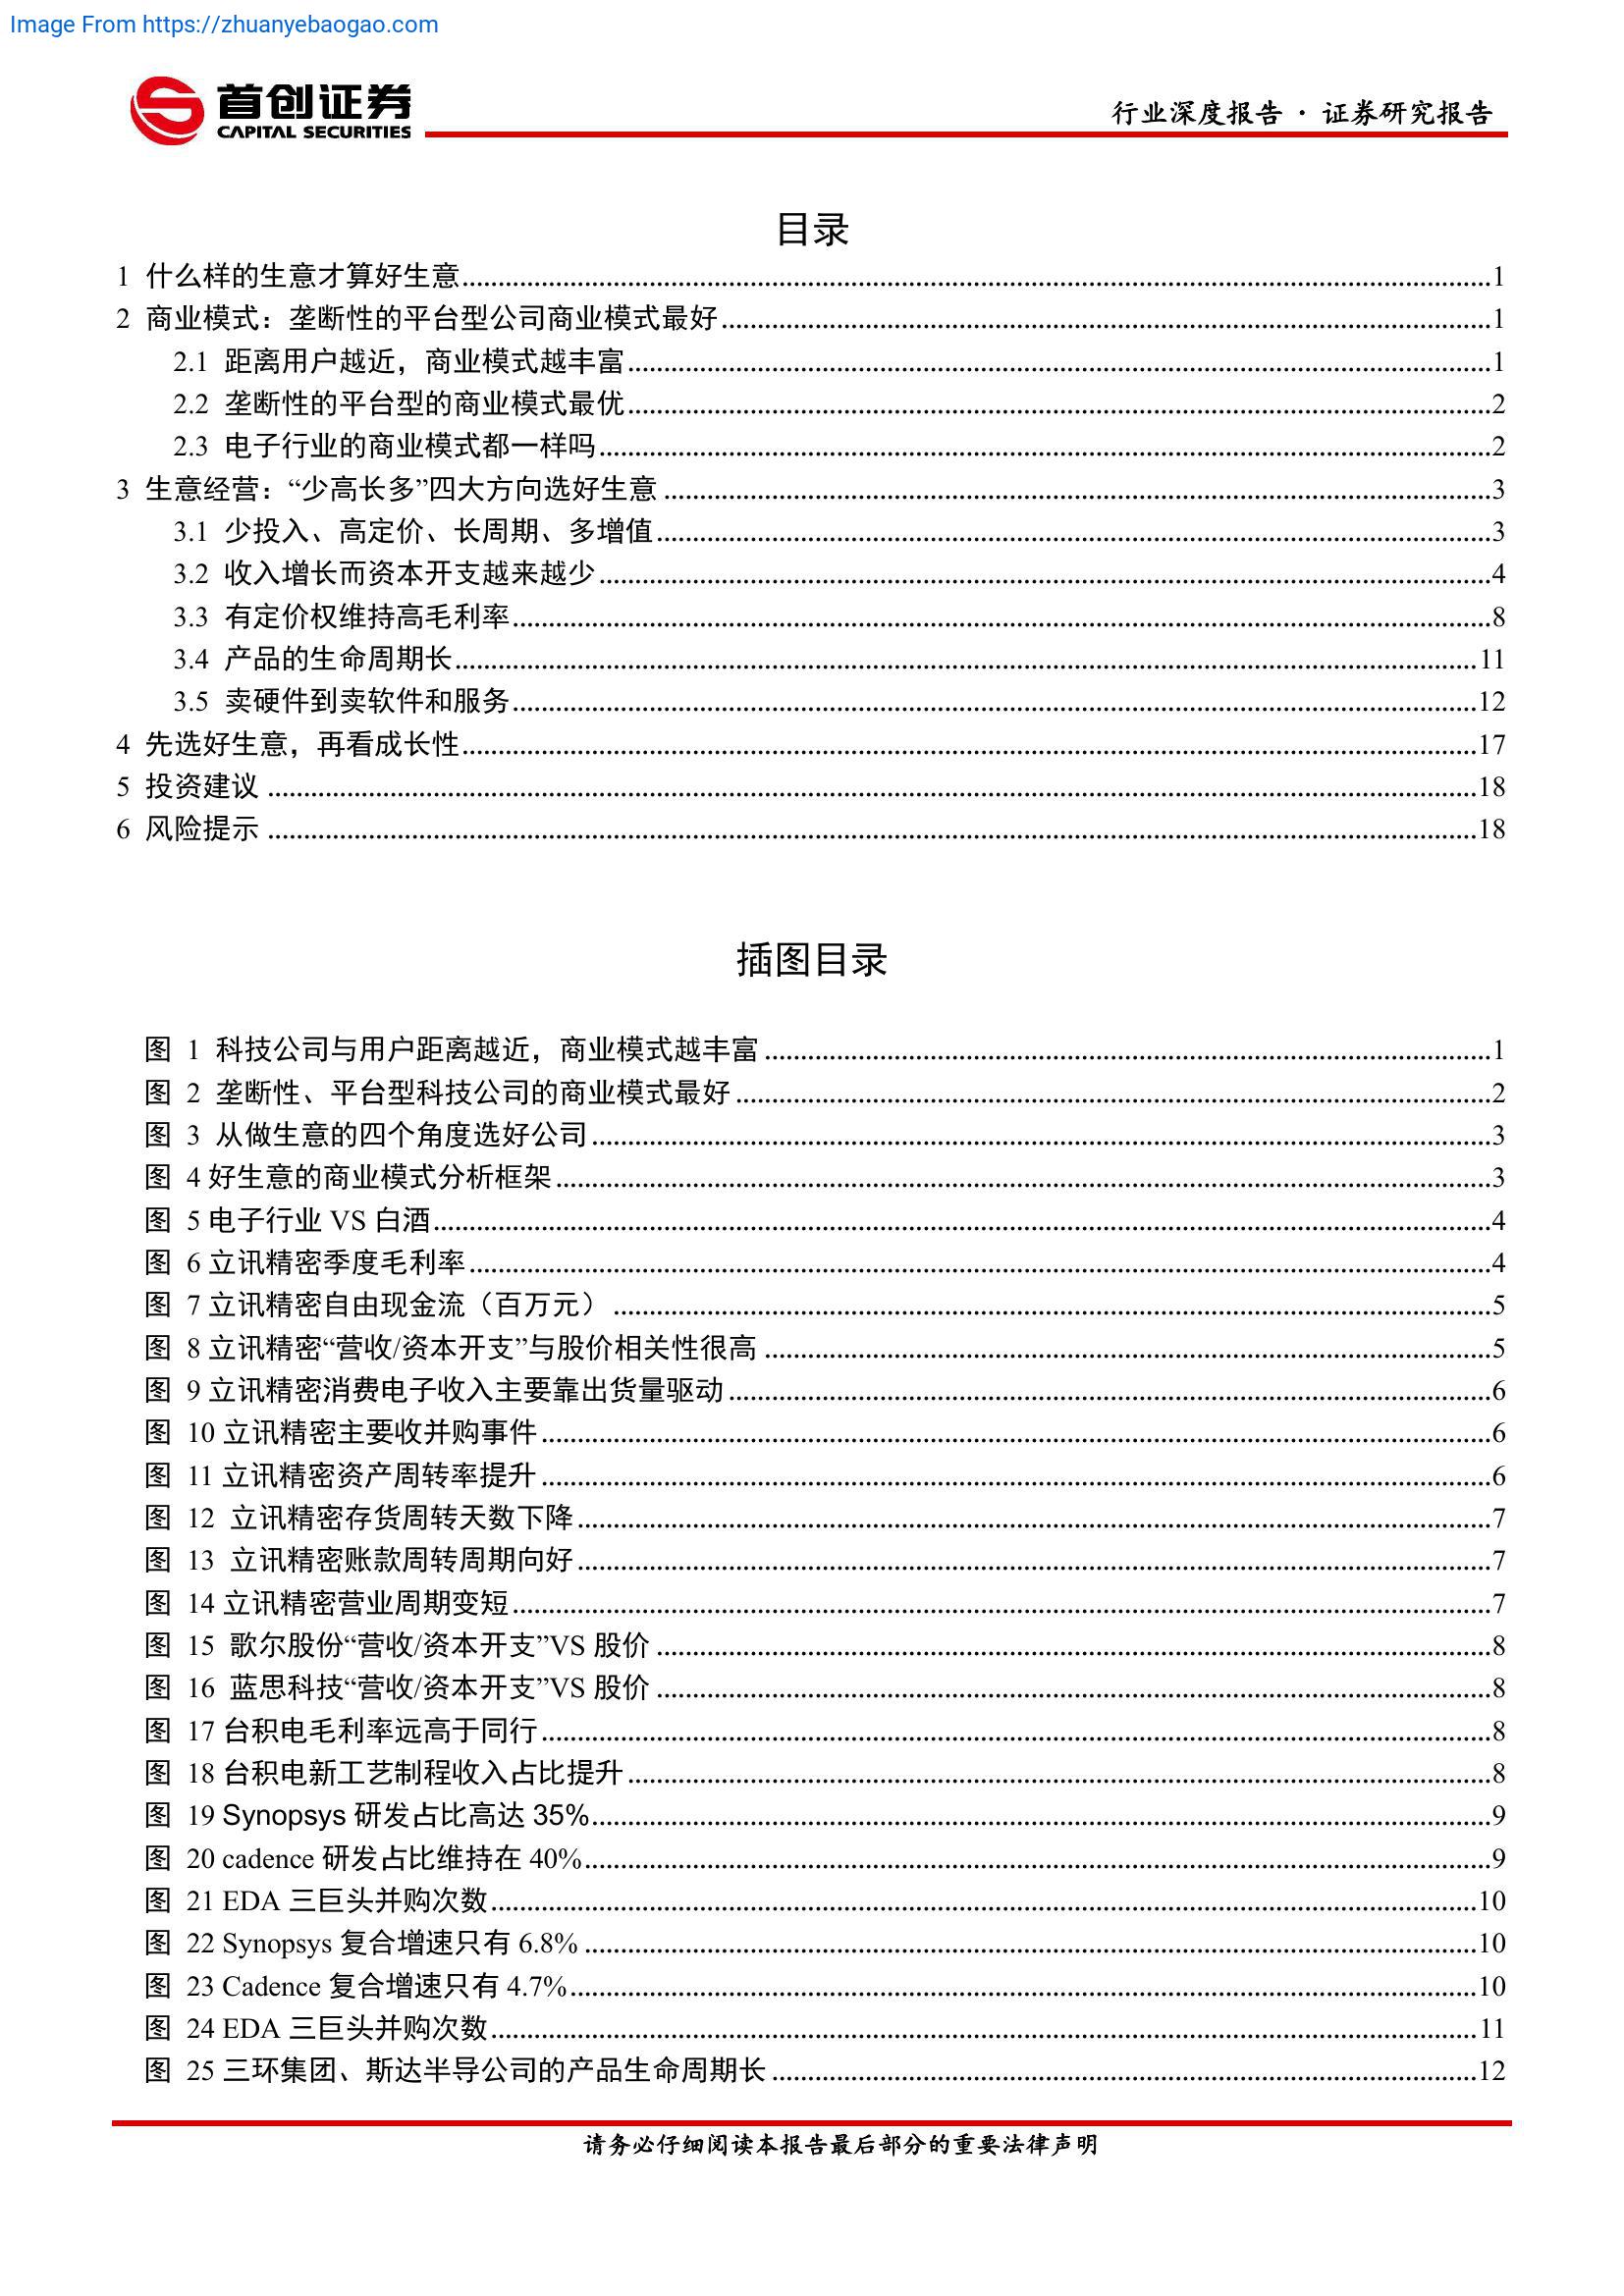 Image From https://zhuanyebaogao.com
首创证券
CAPITAL SECURITIES
行业深度报告 · 证券研究报告
目录
1 什么样的生意才算好生意........................1
2 商业模式：垄断性的平台型公司商业模式最好........................1
2.1 距离用户越近，商业模式越丰富........................1
2.2 垄断性的平台型的商业模式最优........................2
2.3 电子行业的商业模式都一样吗........................2
3 生意经营：“少高长多”四大方向选好生意........................3
3.1 少投入、高定价、长周期、多增值........................3
3.2 收入增长而资本开支越来越少........................4
3.3 有定价权维持高毛利率........................8
3.4 产品的生命周期长........................11
3.5 卖硬件到卖软件和服务........................12
4 先选好生意，再看成长性........................17
5 投资建议........................18
6 风险提示........................18
插图目录
图 1 科技公司与用户距离越近，商业模式越丰富........................1
图 2 垄断性、平台型科技公司的商业模式最好........................2
图 3 从做生意的四个角度选好公司........................3
图 4 好生意的商业模式分析框架........................3
图 5 电子行业 VS 白酒........................4
图 6 立讯精密季度毛利率........................4
图 7 立讯精密自由现金流（百万元）........................5
图 8 立讯精密“营收/资本开支”与股价相关性很高........................5
图 9 立讯精密消费电子收入主要靠出货量驱动........................6
图 10 立讯精密主要收并购事件........................6
图 11 立讯精密资产周转率提升........................6
图 12 立讯精密存货周转天数下降........................7
图 13 立讯精密账款周转周期向好........................7
图 14 立讯精密营业周期变短........................7
图 15 歌尔股份“营收/资本开支”VS 股价........................8
图 16 蓝思科技“营收/资本开支”VS 股价........................8
图 17 台积电毛利率远高于同行........................8
图 18 台积电新工艺制程收入占比提升........................8
图 19 Synopsys 研发占比高达 35%........................9
图 20 cadence 研发占比维持在 40%........................9
图 21 EDA 三巨头并购次数........................10
图 22 Synopsys 复合增速只有 6.8%........................10
图 23 Cadence 复合增速只有 4.7%........................10
图 24 EDA 三巨头并购次数........................11
图 25 三环集团、斯达半导公司的产品生命周期长........................12
请务必仔细阅读本报告最后部分的重要法律声明